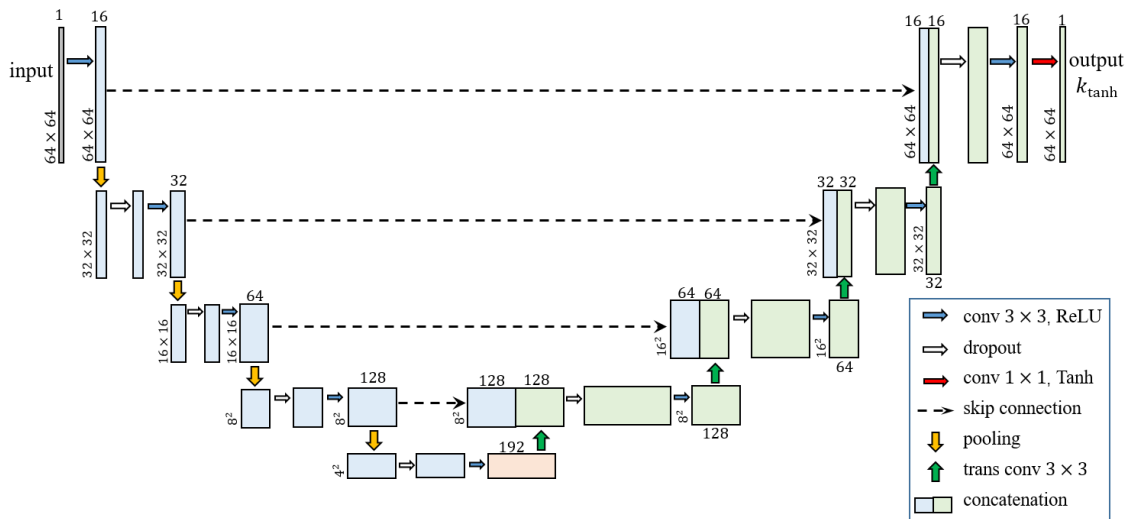 1
16
input
64 × 64
64 × 64
16 16
16
1
output
k_tanh
64 × 64
64 × 64
64 × 64
32
32 × 32
32 × 32
32 32
32 × 32
32 × 32
32
64
16 × 16
16 × 16
64 64
16²
16²
64
128
8²
8²
128 128
8²
8²
128
192
4²
conv 3 × 3, ReLU
dropout
conv 1 × 1, Tanh
skip connection
pooling
trans conv 3 × 3
concatenation